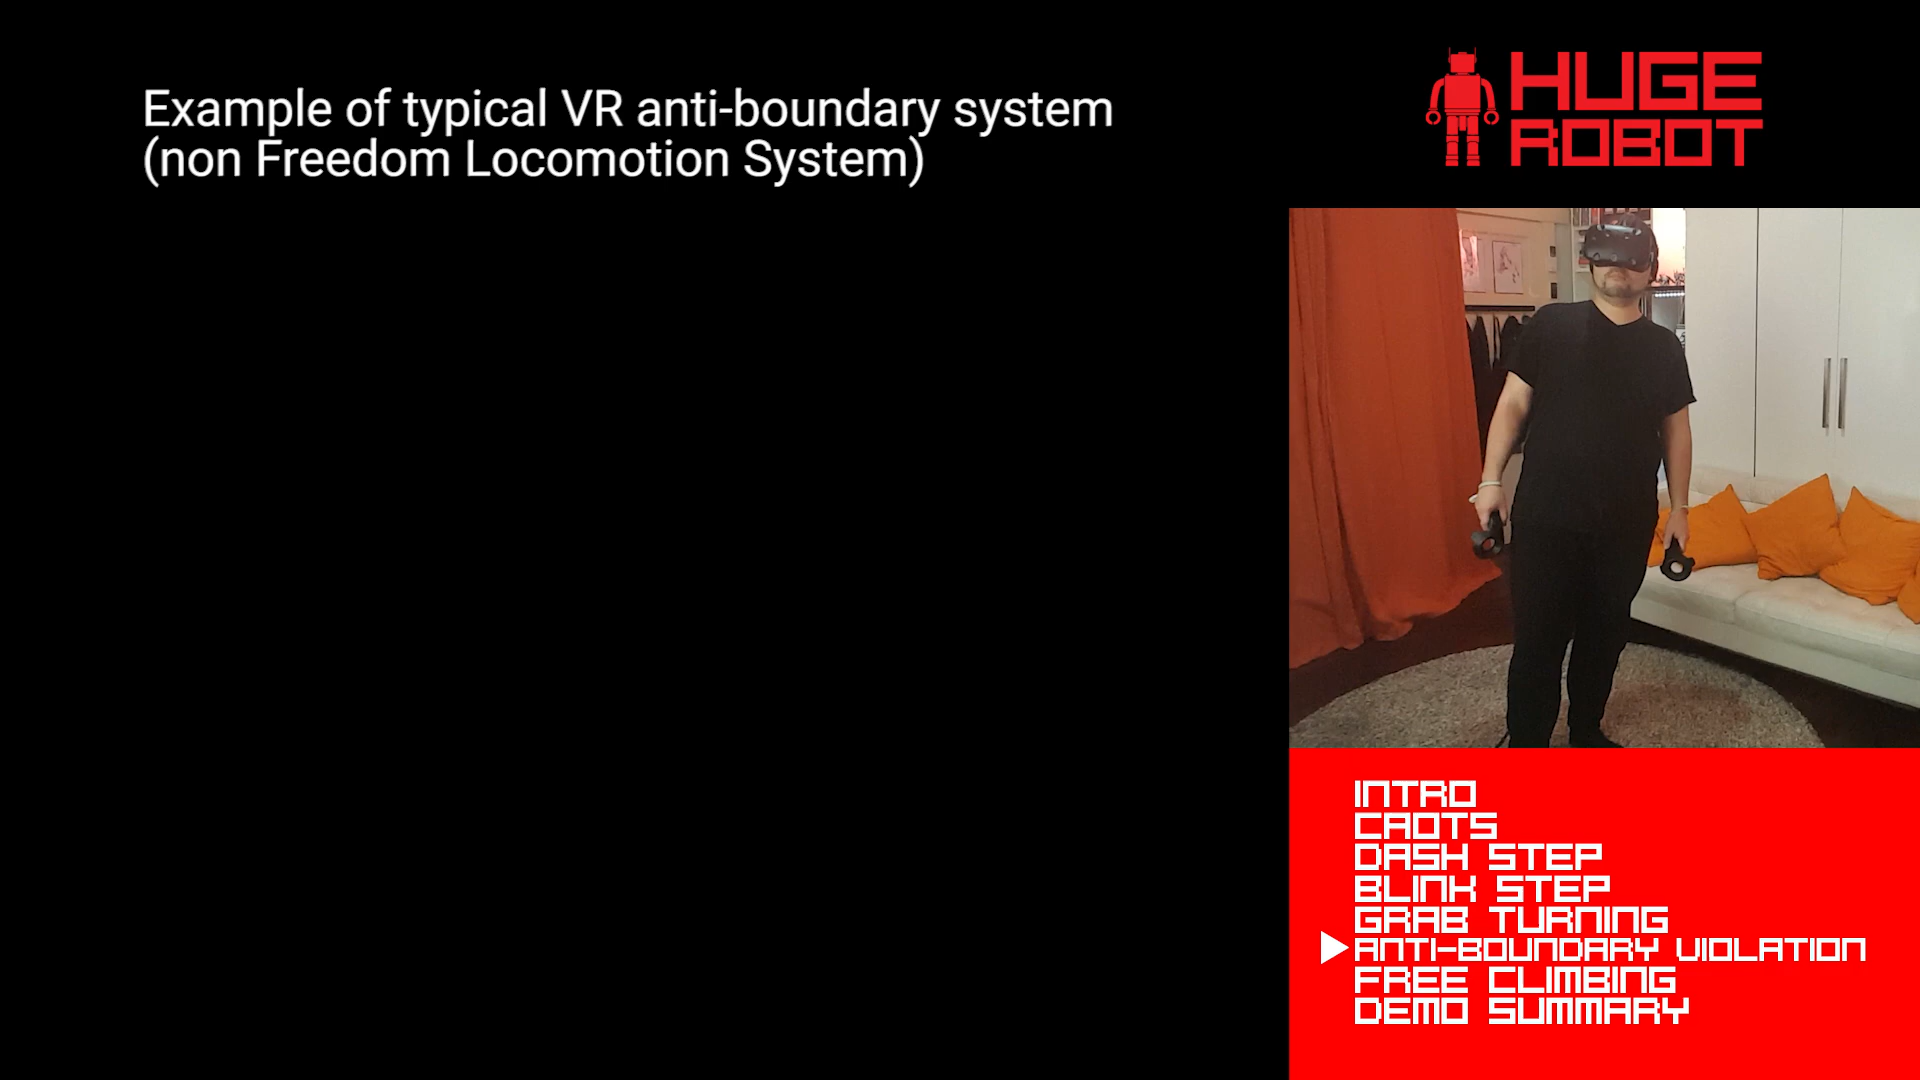 Example of typical VR anti-boundary system
(non Freedom Locomotion System)
HUGE
ROBOT
INTRO
CAOTS
DASH STEP
BLINK STEP
GRAB TURNING
ANTI-BOUNDARY VIOLATION
FREE CLIMBING
DEMO SUMMARY